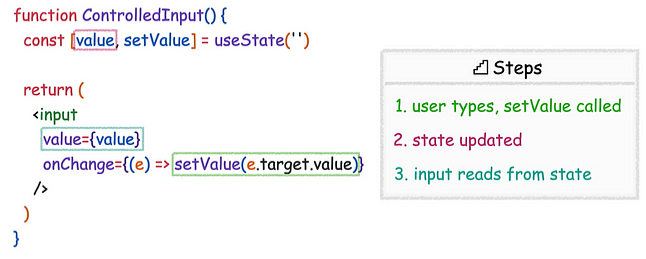 function ControlledInput() {
const [value, setValue] = useState('')
return (
<input
value={value}
onChange={(e) => setValue(e.target.value)}
/>
)
}
Steps
1. user types, setValue called
2. state updated
3. input reads from state